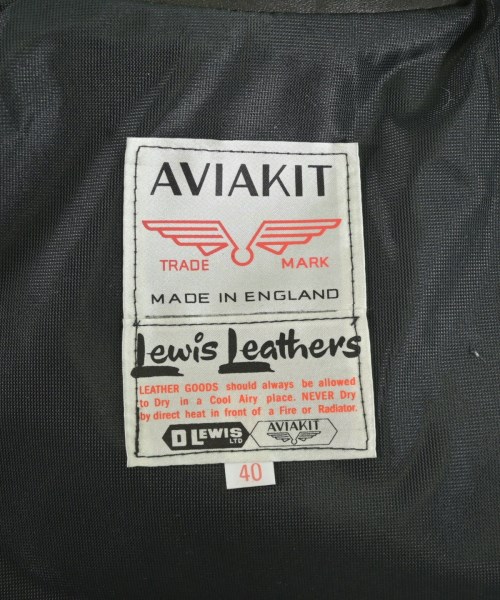 AVIAKIT
TRADE MARK
MADE IN ENGLAND
Lewis Leathers
LEATHER GOODS should always be allowed
to Dry in a Cool Airy place. NEVER Dry
by direct heat in front of a Fire or Radiator.
D LEWIS LTD AVIAKIT
40